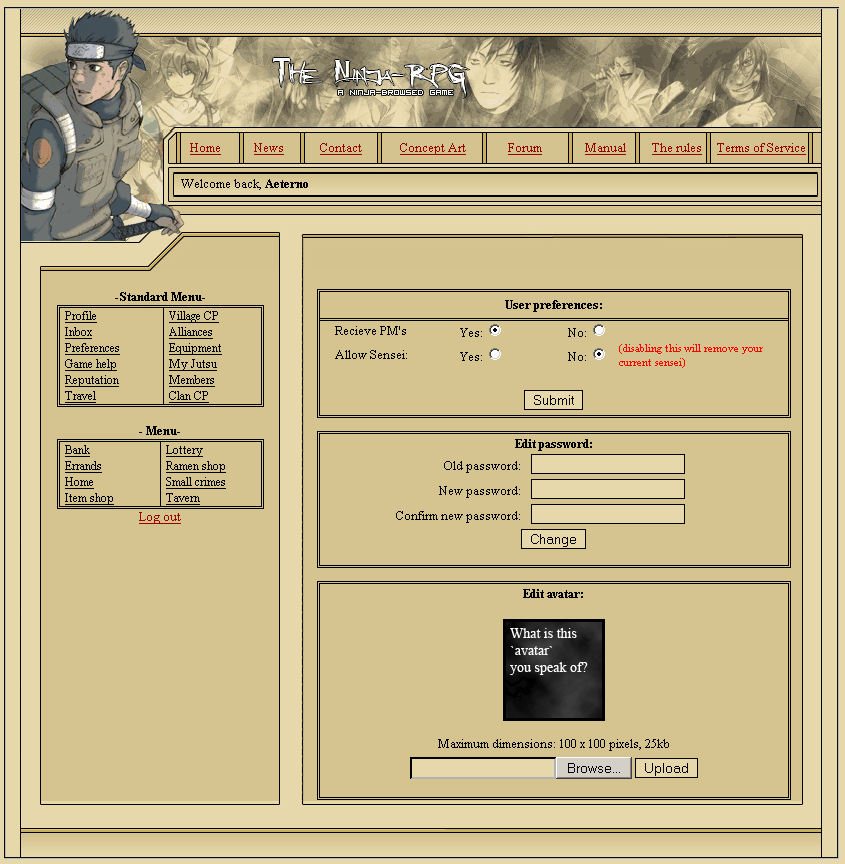 The Ninja-RPG
A NINJA-BROWSED GAME
Home News Contact Concept Art Forum Manual The rules Terms of Service
Welcome back, Aeterno
-Standard Menu-
Profile Village CP
Inbox Alliances
Preferences Equipment
Game help My Jutsu
Reputation Members
Travel Clan CP
- Menu-
Bank Lottery
Errands Ramen shop
Home Small crimes
Item shop Tavern
Log out
User preferences:
Recieve PM's Yes: No:
Allow Sensei: Yes: No: (disabling this will remove your
current sensei)
Submit
Edit password:
Old password:
New password:
Confirm new password:
Change
Edit avatar:
What is this
`avatar`
you speak of?
Maximum dimensions: 100 x 100 pixels, 25kb
Browse... Upload